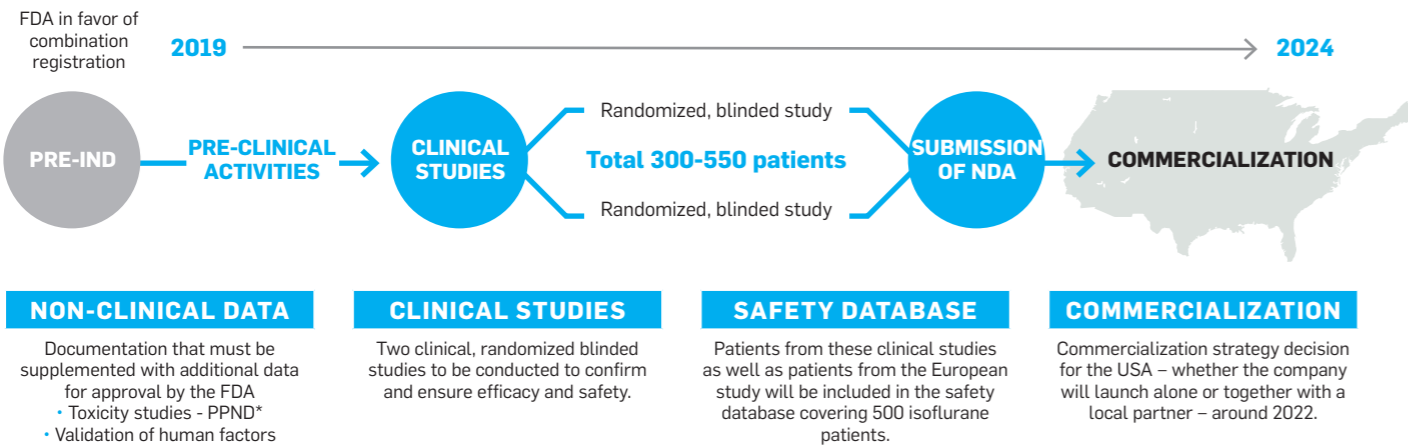 FDA in favor of
combination
registration
2019
2024
PRE-IND
PRE-CLINICAL
ACTIVITIES
CLINICAL
STUDIES
Randomized, blinded study
Total 300-550 patients
Randomized, blinded study
SUBMISSION
OF NDA
COMMERCIALIZATION
NON-CLINICAL DATA
Documentation that must be
supplemented with additional data
for approval by the FDA
• Toxicity studies - PPND*
• Validation of human factors
CLINICAL STUDIES
Two clinical, randomized blinded
studies to be conducted to confirm
and ensure efficacy and safety.
SAFETY DATABASE
Patients from these clinical studies
as well as patients from the European
study will be included in the safety
database covering 500 isoflurane
patients.
COMMERCIALIZATION
Commercialization strategy decision
for the USA – whether the company
will launch alone or together with a
local partner – around 2022.